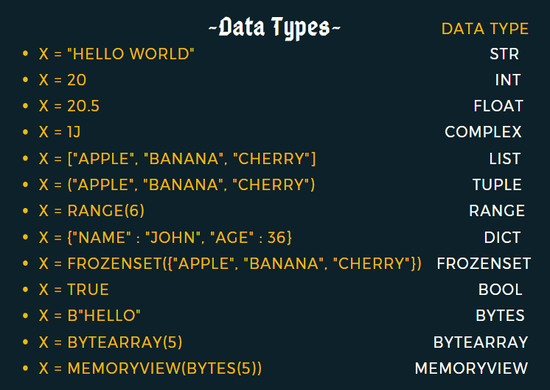 ~Data Types~ DATA TYPE
• X = "HELLO WORLD" STR
• X = 20 INT
• X = 20.5 FLOAT
• X = 1J COMPLEX
• X = ["APPLE", "BANANA", "CHERRY"] LIST
• X = ("APPLE", "BANANA", "CHERRY") TUPLE
• X = RANGE(6) RANGE
• X = {"NAME" : "JOHN", "AGE" : 36} DICT
• X = FROZENSET({"APPLE", "BANANA", "CHERRY"}) FROZENSET
• X = TRUE BOOL
• X = B"HELLO" BYTES
• X = BYTEARRAY(5) BYTEARRAY
• X = MEMORYVIEW(BYTES(5)) MEMORYVIEW